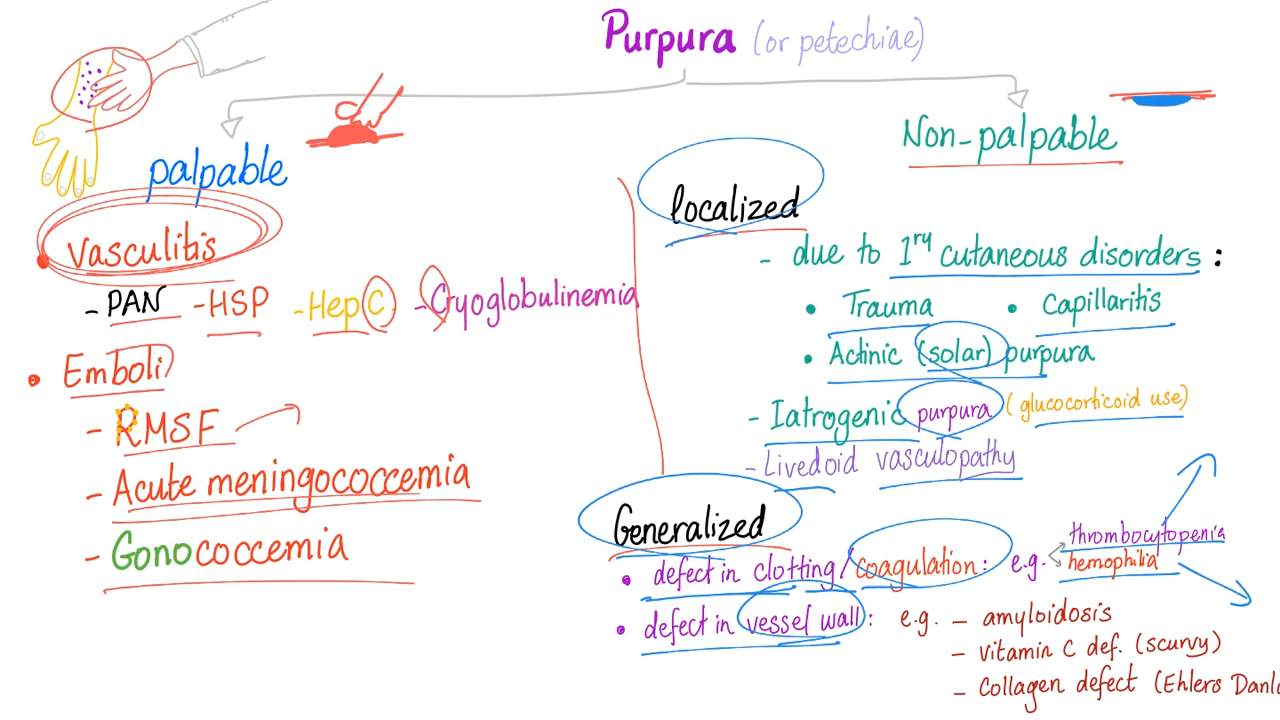 Purpura (or petechiae)
palpable
vasculitis
- PAN - HSP - Hep C - Cryoglobulinemia
• Emboli
- RMSF
- Acute meningococcemia
- Gonococcemia
Non-palpable
localized
- due to 1ry cutaneous disorders :
• Trauma • Capillaritis
• Actinic (solar) purpura
- Iatrogenic purpura (glucocorticoid use)
- Livedoid vasculopathy
Generalized
• defect in clotting/coagulation: e.g. thrombocytopenia
hemophilia
• defect in vessel wall: e.g. - amyloidosis
- vitamin C def. (scurvy)
- Collagen defect (Ehlers Danl